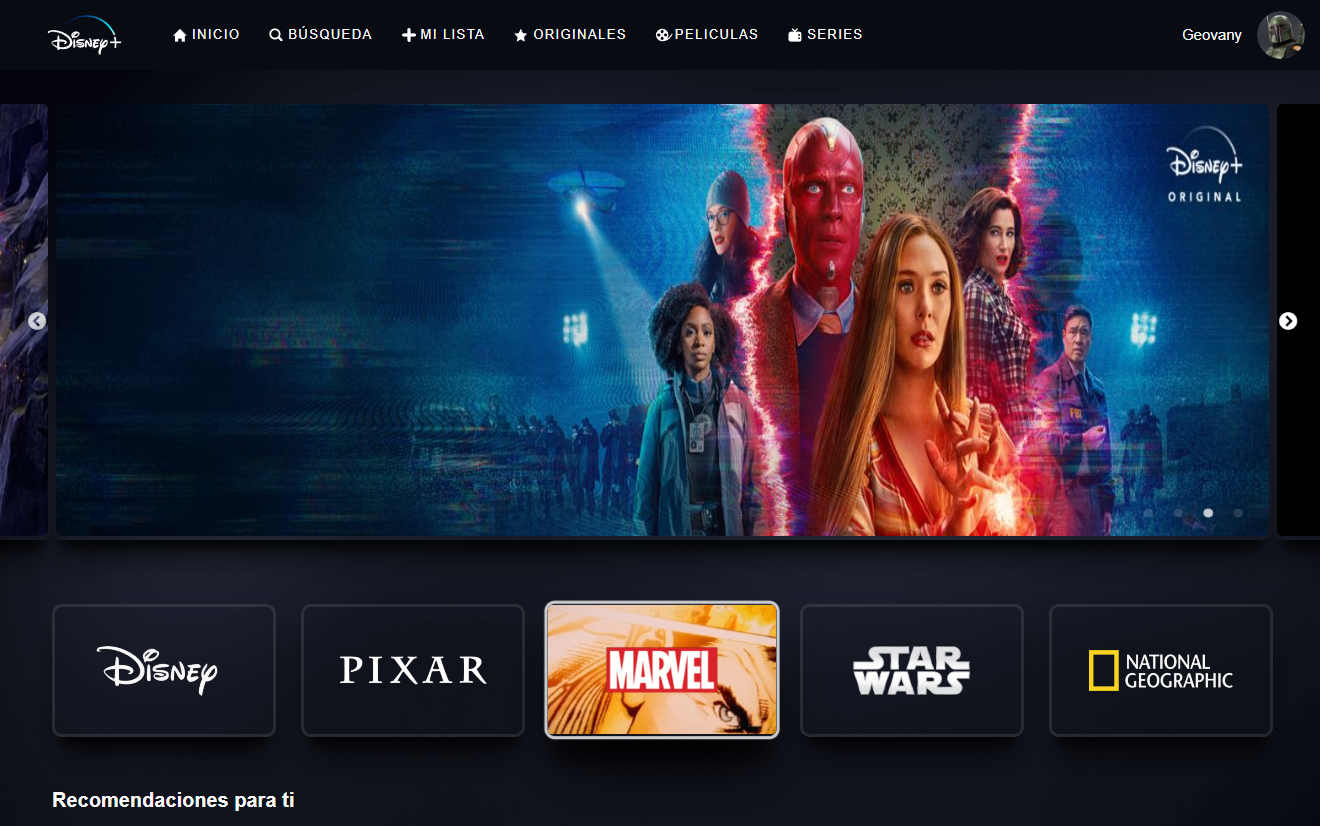 Disney+
INICIO
BÚSQUEDA
MI LISTA
ORIGINALES
PELICULAS
SERIES
Geovany
Disney+
ORIGINAL
FBI
Disney
PIXAR
MARVEL
STAR
WARS
NATIONAL
GEOGRAPHIC
Recomendaciones para ti